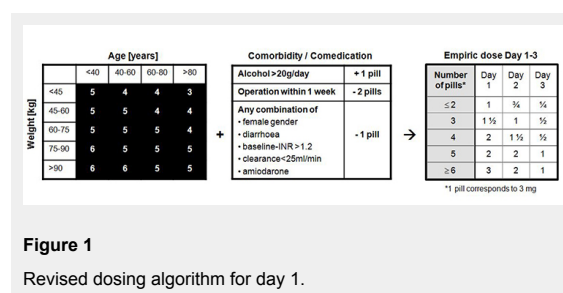 Age [years]
Comorbidity / Comedication
Empiric dose Day 1-3
Weight [kg]
<40 40-60 60-80 >80
<45 5 4 4 3
45-60 5 5 4 4
60-75 5 5 5 4
75-90 6 5 5 5
>90 6 6 5 5
+
Alcohol >20g/day +1 pill
Operation within 1 week - 2 pills
Any combination of
• female gender
• diarrhoea
• baseline-INR > 1.2
• clearance<25ml/min
• amiodarone
- 1 pill
→
Number of pills* Day 1 Day 2 Day 3
≤ 2 1 ¾ ¼
3 1 ½ 1 ½
4 2 1 ½ ½
5 2 2 1
≥ 6 3 2 1
*1 pill corresponds to 3 mg
Figure 1
Revised dosing algorithm for day 1.